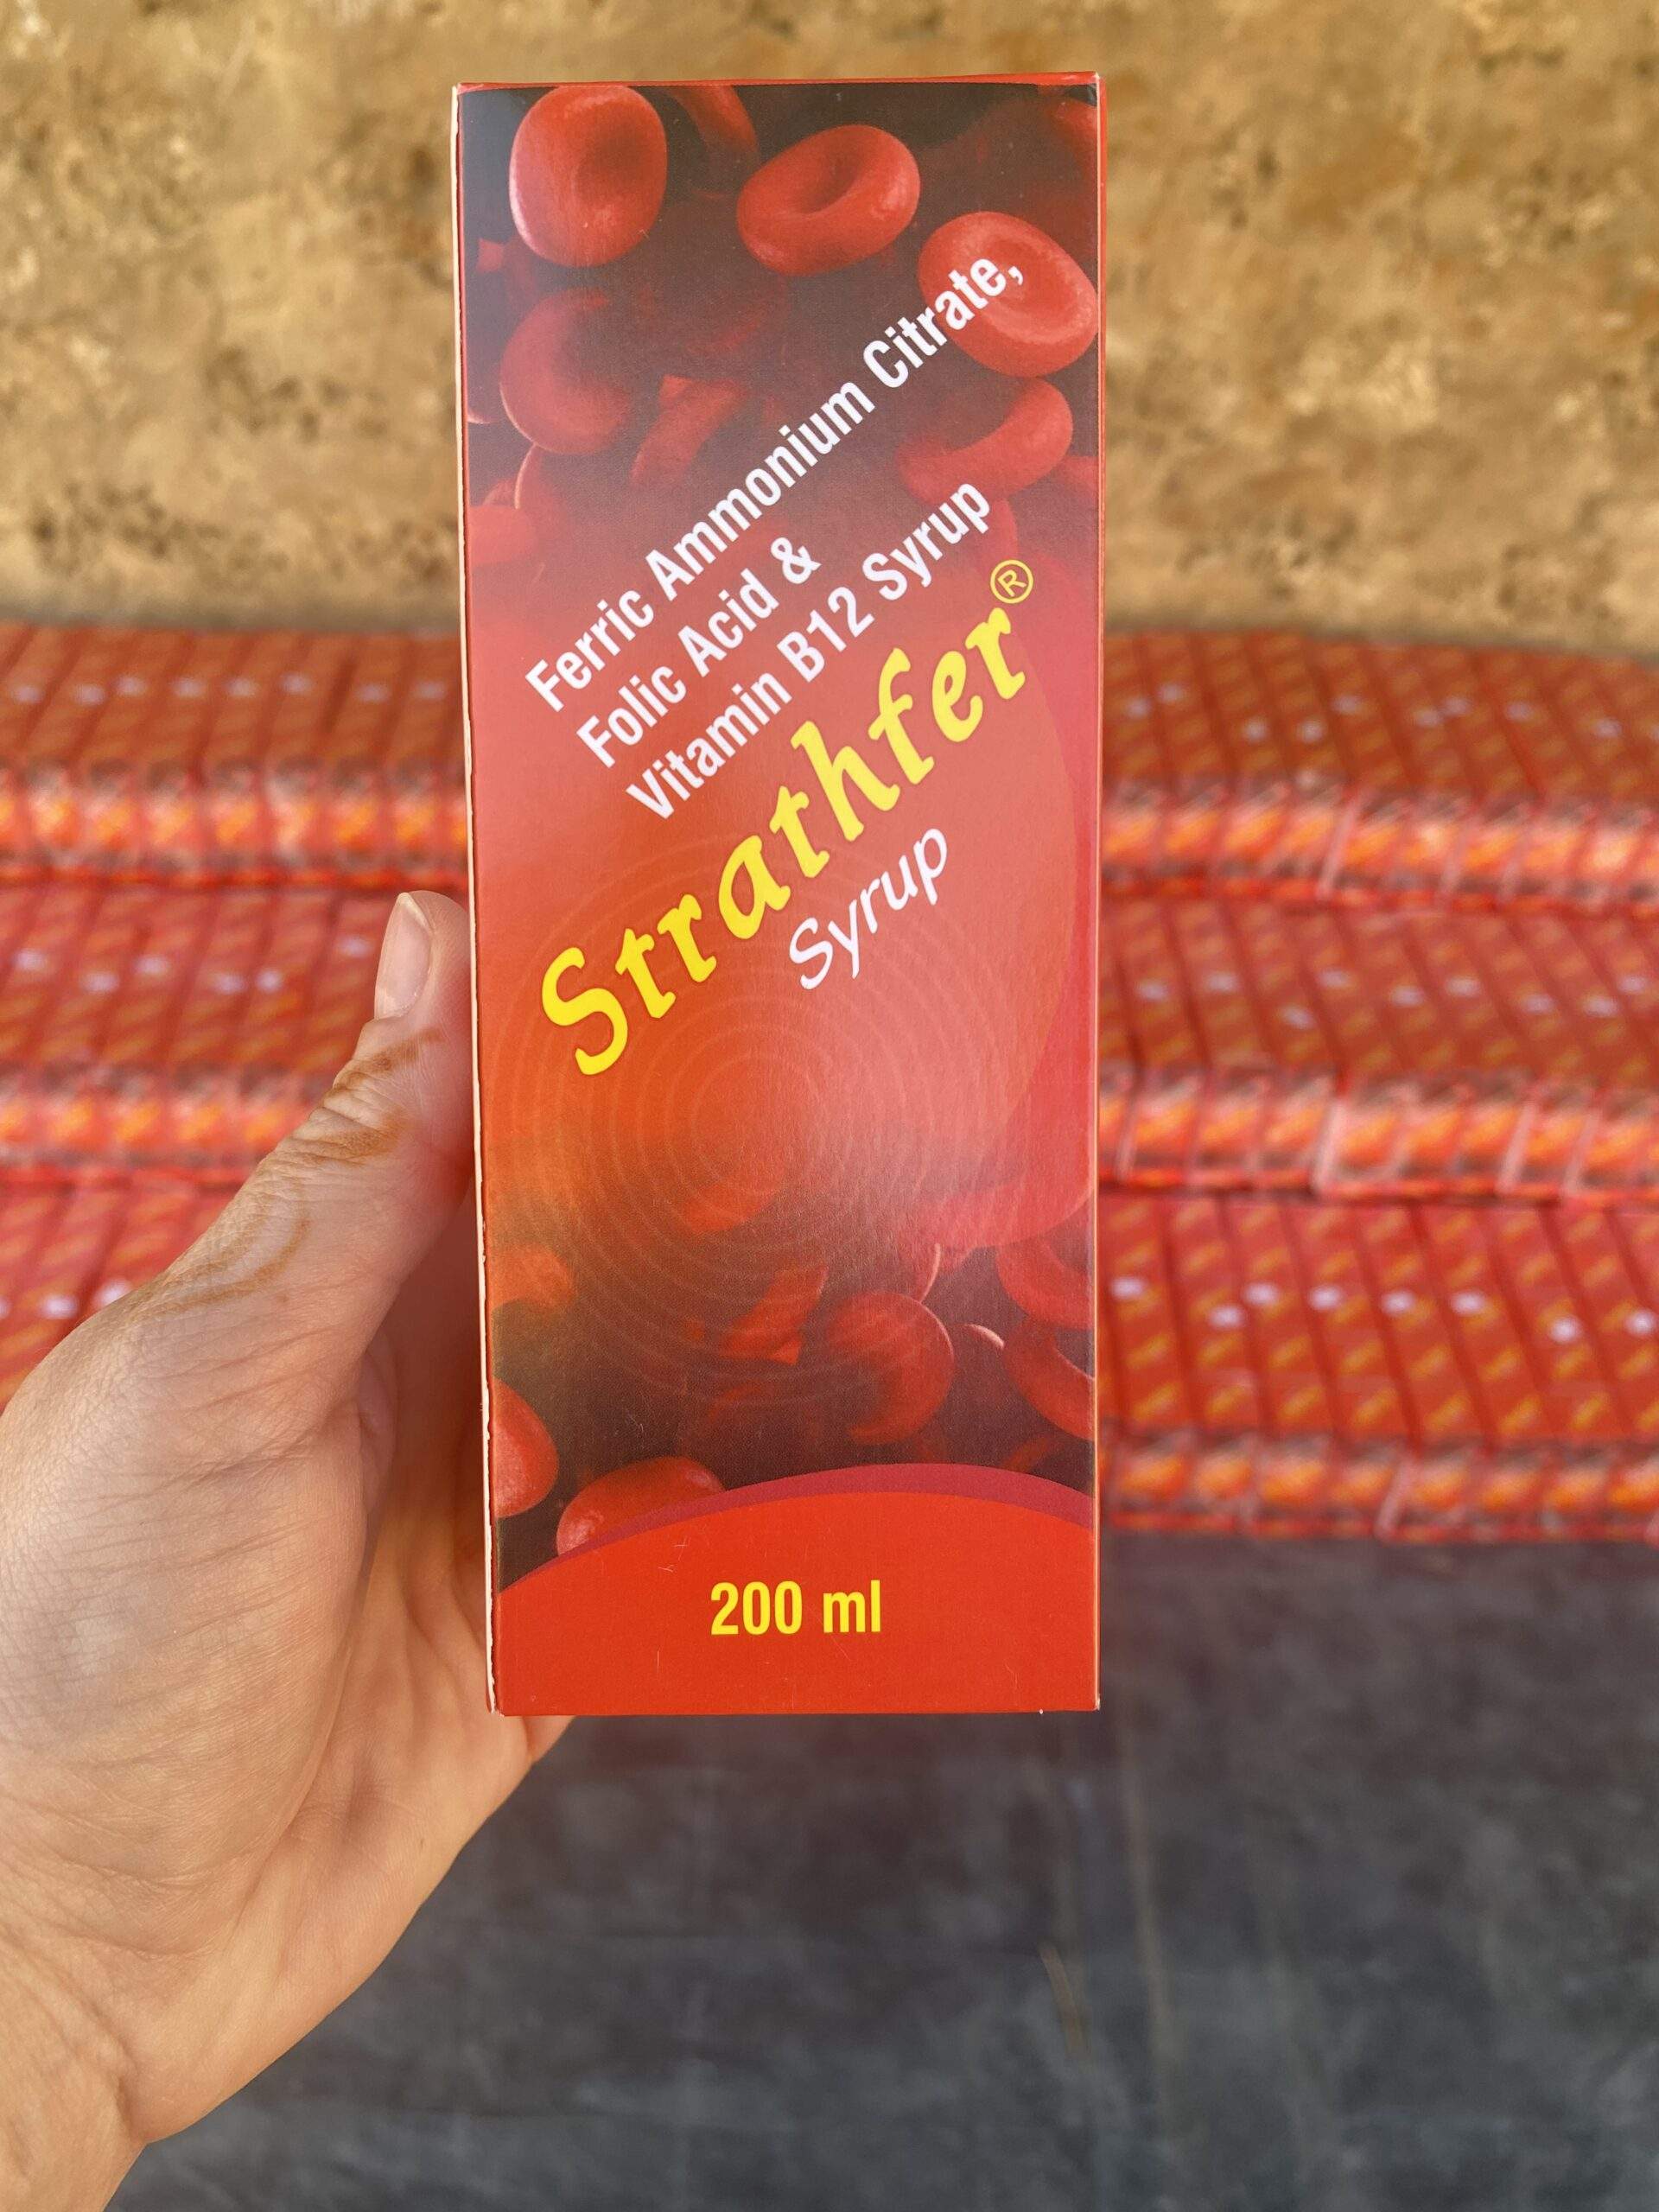 Ferric Ammonium Citrate,
Folic Acid &
Vitamin B12 Syrup
Strathfer®
Syrup
200 ml